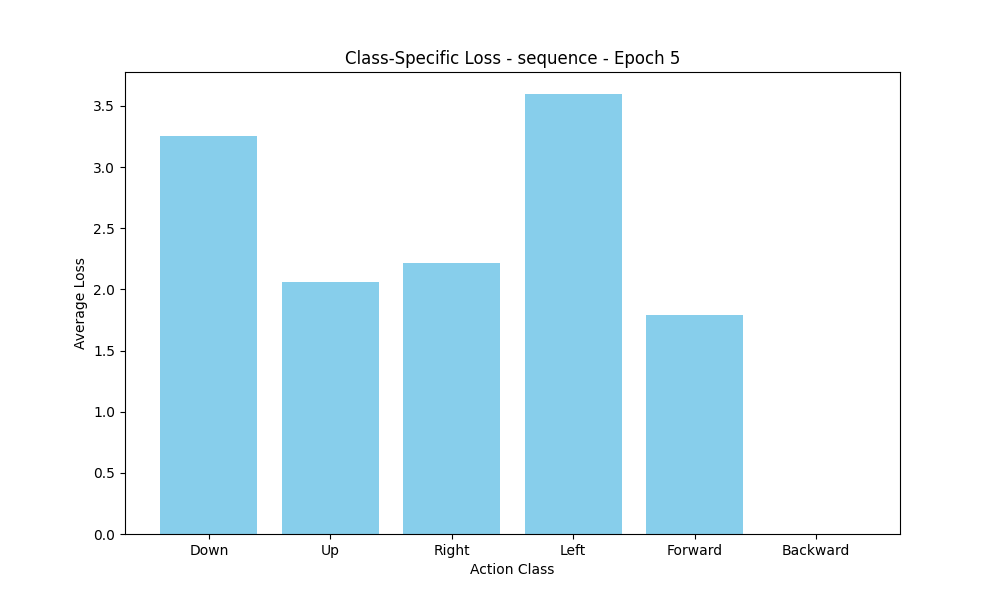 Class-Specific Loss - sequence - Epoch 5
Average Loss
3.5
3.0
2.5
2.0
1.5
1.0
0.5
0.0
Down Up Right Left Forward Backward
Action Class